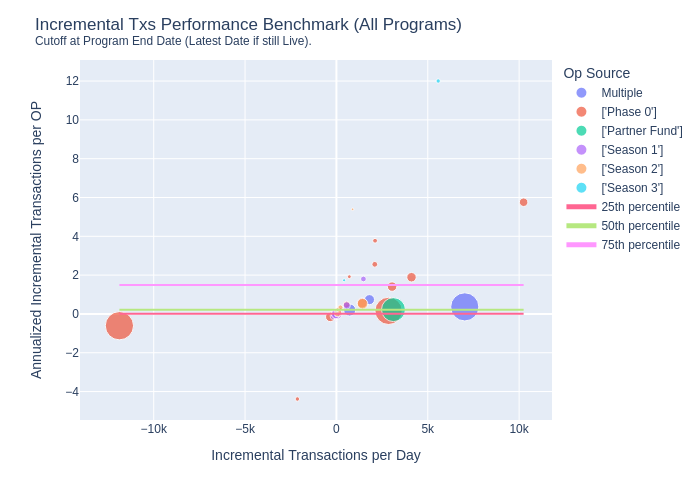 Incremental Txs Performance Benchmark (All Programs)
Cutoff at Program End Date (Latest Date if still Live).
Annualized Incremental Transactions per OP
12
10
8
6
4
2
0
−2
−4
−10k
−5k
0
5k
10k
Incremental Transactions per Day
Op Source
Multiple
['Phase 0']
['Partner Fund']
['Season 1']
['Season 2']
['Season 3']
25th percentile
50th percentile
75th percentile